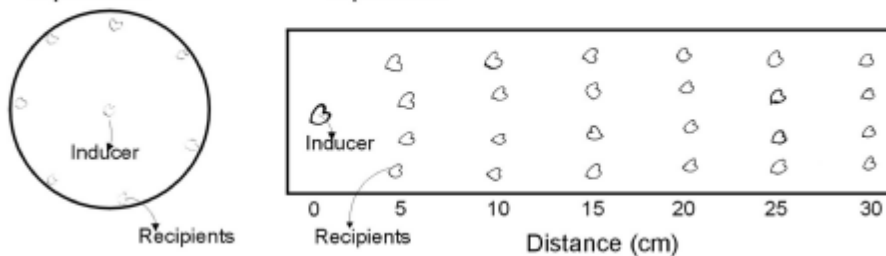 Inducer
Recipients
Inducer
Recipients
0 5 10 15 20 25 30
Distance (cm)